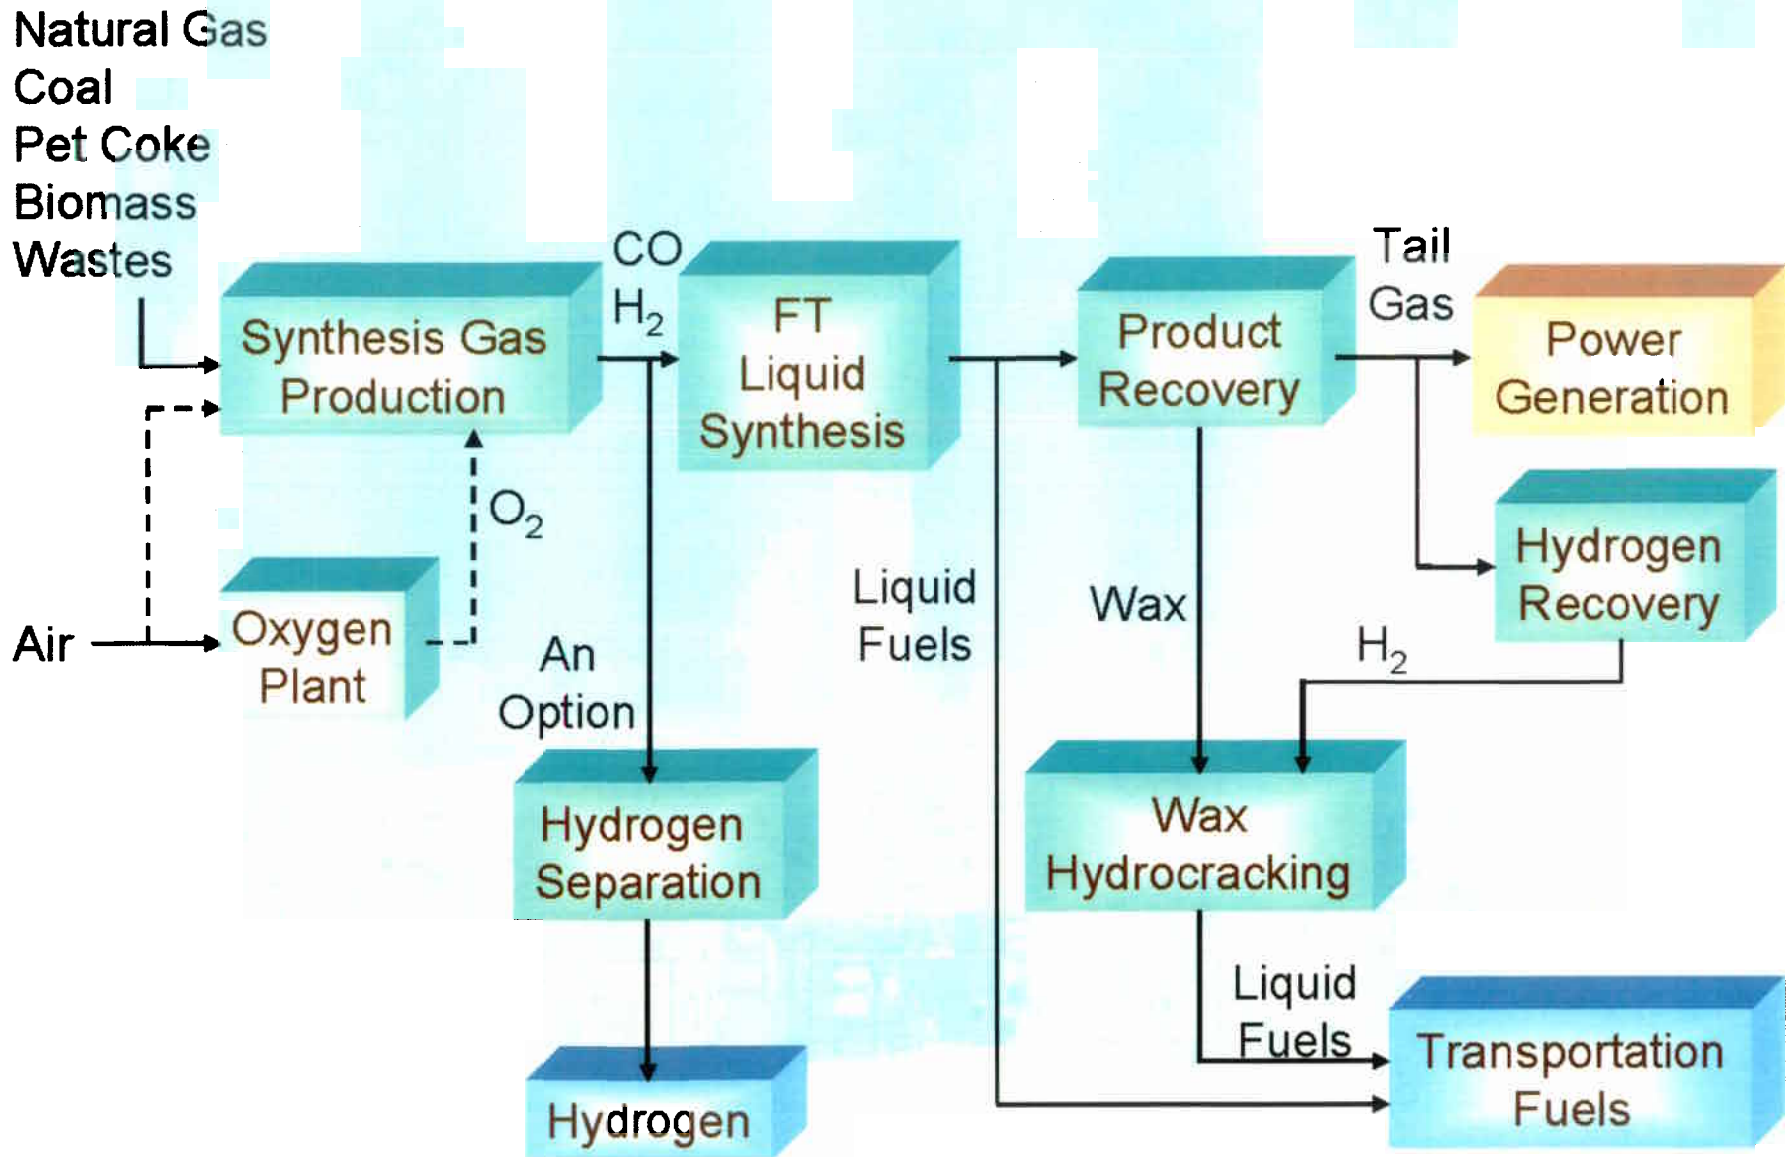 Natural Gas
Coal
Pet Coke
Biomass
Wastes
Synthesis Gas
Production
CO
H₂
FT
Liquid
Synthesis
Product
Recovery
Tail
Gas
Power
Generation
O₂
Hydrogen
Recovery
Air
Oxygen
Plant
An
Option
Liquid
Fuels
Wax
H₂
Hydrogen
Separation
Wax
Hydrocracking
Liquid
Fuels
Hydrogen
Transportation
Fuels